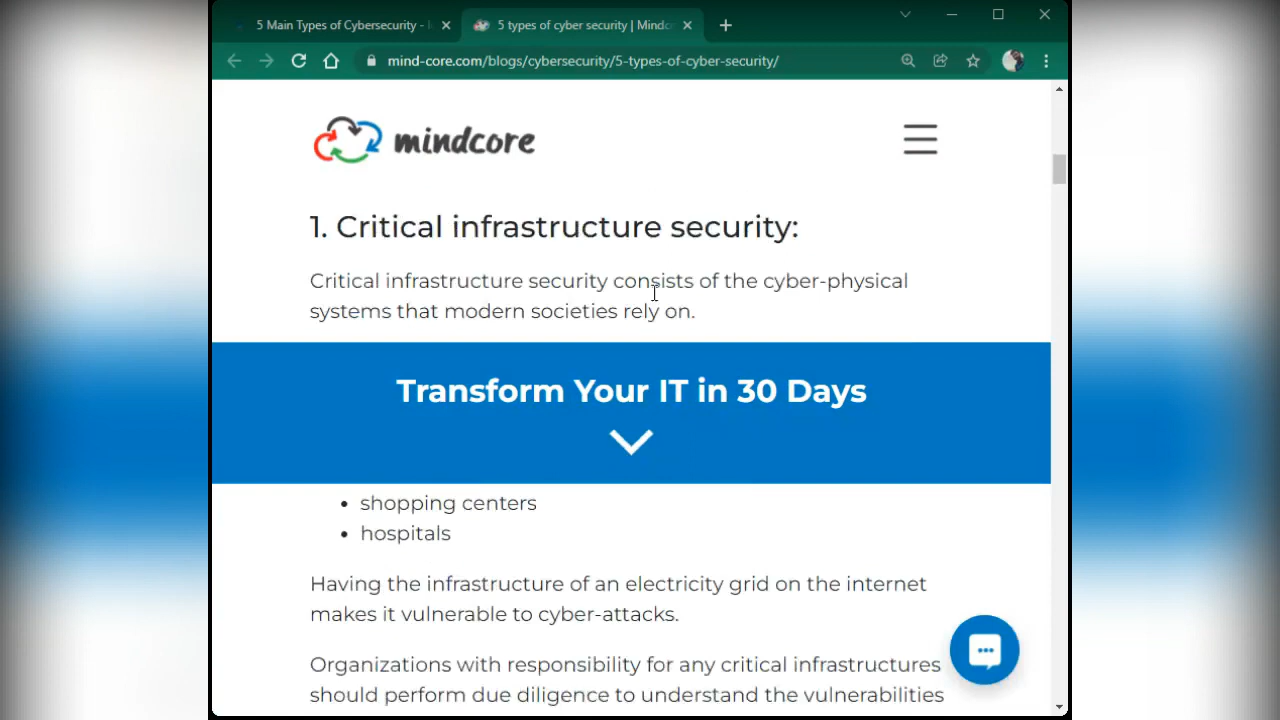 5 Main Types of Cybersecurity -
5 types of cyber security | Mindco
mind-core.com/blogs/cybersecurity/5-types-of-cyber-security/
mindcore
1. Critical infrastructure security:
Critical infrastructure security consists of the cyber-physical
systems that modern societies rely on.
Transform Your IT in 30 Days
• shopping centers
• hospitals
Having the infrastructure of an electricity grid on the internet
makes it vulnerable to cyber-attacks.
Organizations with responsibility for any critical infrastructures
should perform due diligence to understand the vulnerabilities